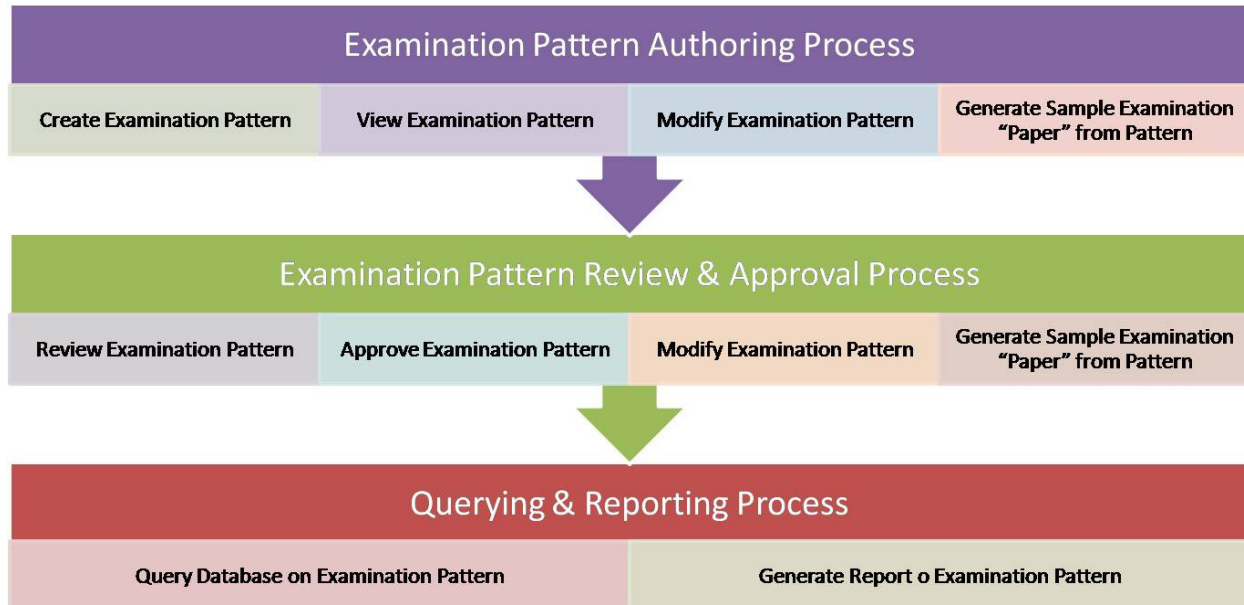 Examination Pattern Authoring Process
Create Examination Pattern
View Examination Pattern
Modify Examination Pattern
Generate Sample Examination
“Paper” from Pattern
Examination Pattern Review & Approval Process
Review Examination Pattern
Approve Examination Pattern
Modify Examination Pattern
Generate Sample Examination
“Paper” from Pattern
Querying & Reporting Process
Query Database on Examination Pattern
Generate Report o Examination Pattern